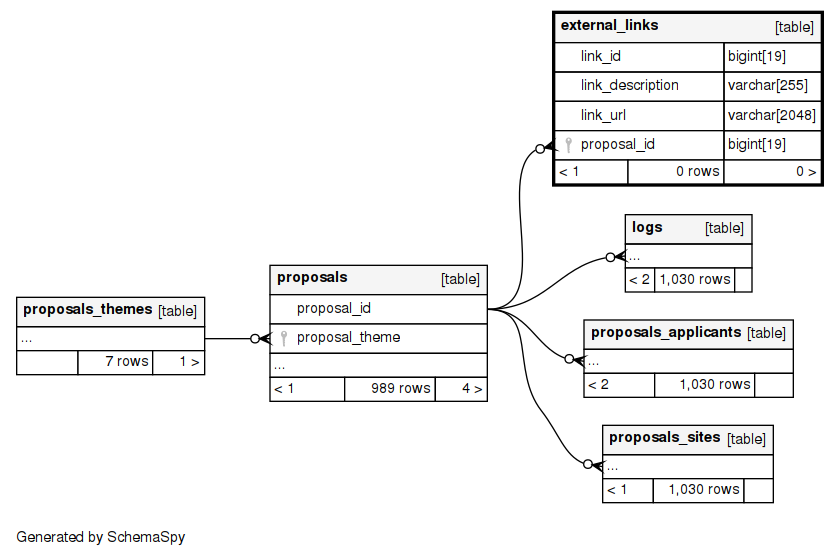 external_links [table]
link_id bigint[19]
link_description varchar[255]
link_url varchar[2048]
proposal_id bigint[19]
< 1 0 rows 0 >
logs [table]
...
< 2 1,030 rows
proposals [table]
proposal_id
proposal_theme
...
< 1 989 rows 4 >
proposals_themes [table]
...
7 rows 1 >
proposals_applicants [table]
...
< 2 1,030 rows
proposals_sites [table]
...
< 1 1,030 rows
Generated by SchemaSpy